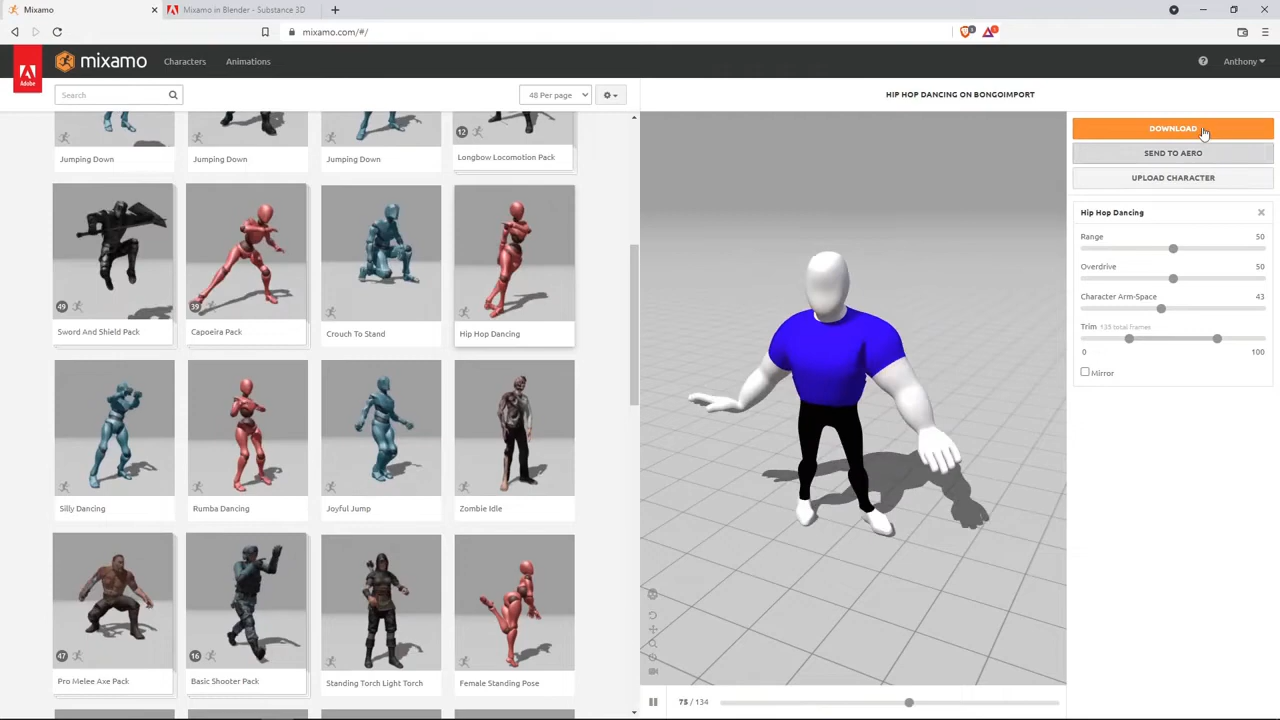 Mixamo
Mixamo in Blender - Substance 3D
mixamo.com/#/
Adobe
mixamo
Characters
Animations
Anthony
Search
48 Per page
HIP HOP DANCING ON BONGOIMPORT
Jumping Down
Jumping Down
Jumping Down
12
Longbow Locomotion Pack
49
Sword And Shield Pack
39
Capoeira Pack
Crouch To Stand
Hip Hop Dancing
Silly Dancing
Rumba Dancing
Joyful Jump
Zombie Idle
47
Pro Melee Axe Pack
16
Basic Shooter Pack
Standing Torch Light Torch
Female Standing Pose
75 / 134
DOWNLOAD
SEND TO AERO
UPLOAD CHARACTER
Hip Hop Dancing
Range 50
Overdrive 50
Character Arm-Space 43
Trim 135 total frames
0 100
Mirror